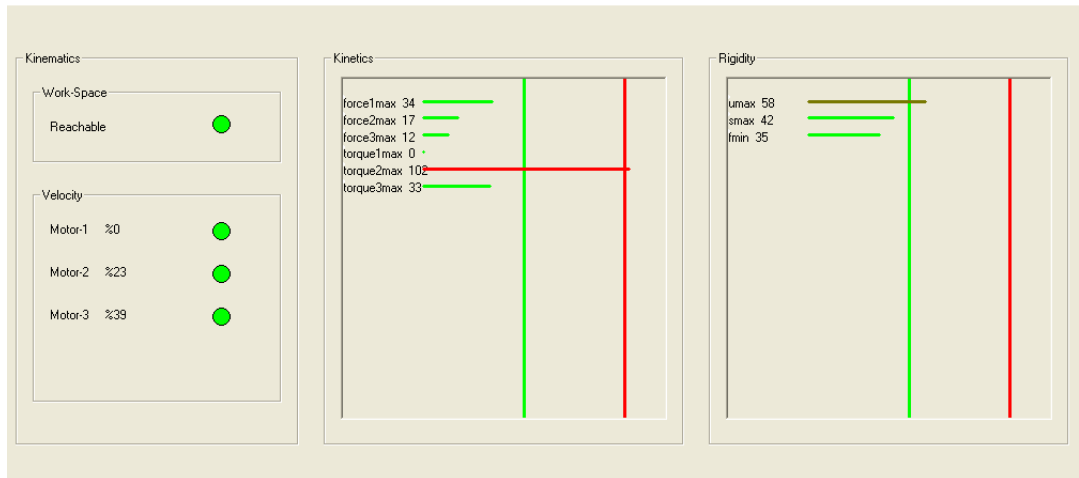 Kinematics
Work-Space
Reachable
Velocity
Motor-1 %0
Motor-2 %23
Motor-3 %39
Kinetics
force1max 34
force2max 17
force3max 12
torque1max 0
torque2max 102
torque3max 33
Rigidity
umax 58
smax 42
fmin 35